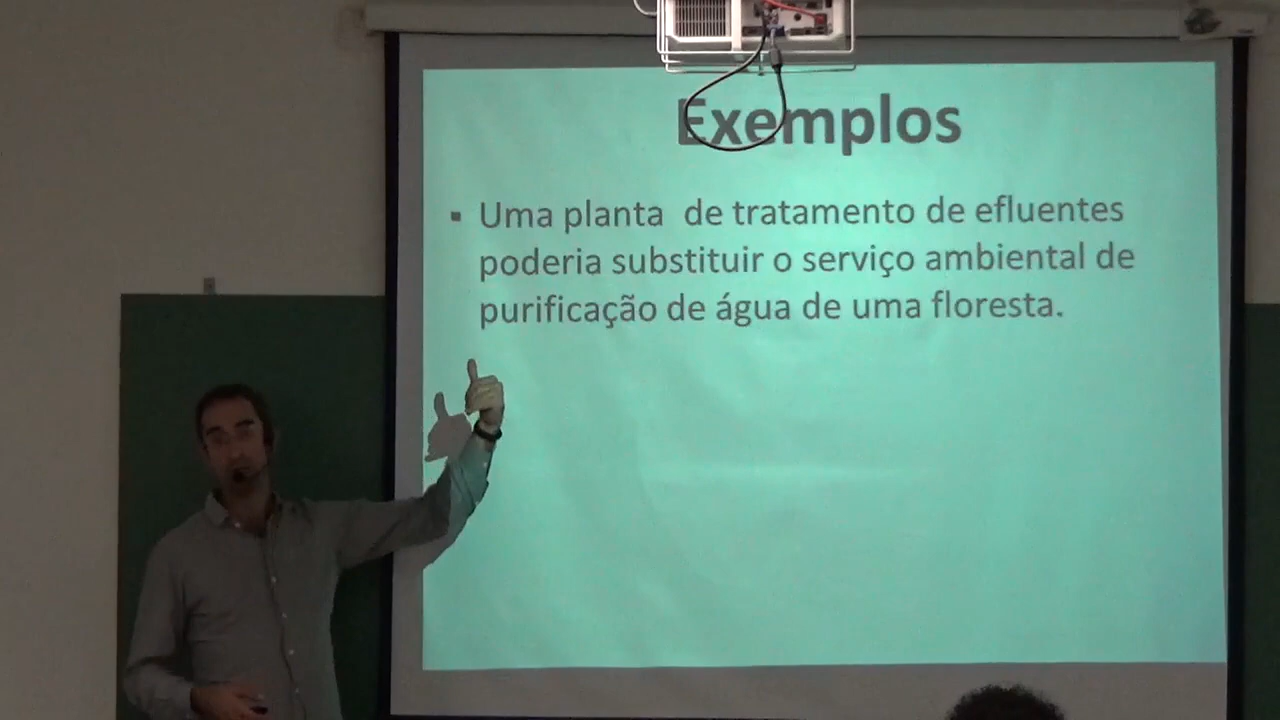 Exemplos
▪ Uma planta de tratamento de efluentes
poderia substituir o serviço ambiental de
purificação de água de uma floresta.